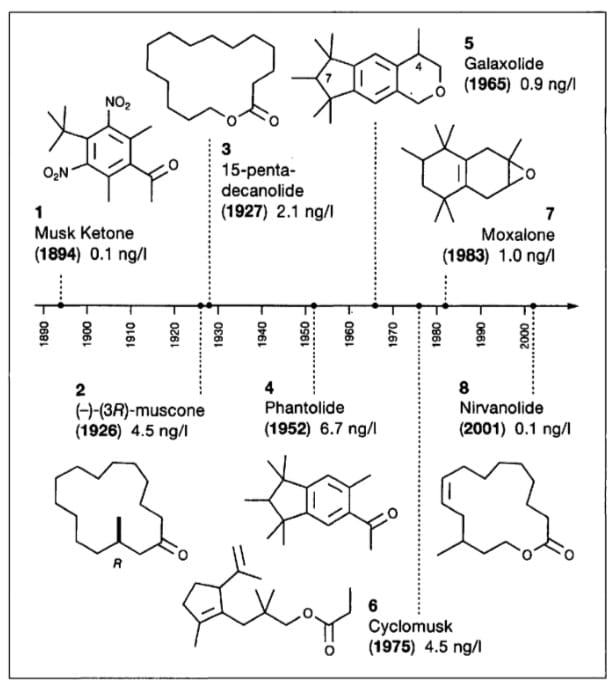 5
Galaxolide
(1965) 0.9 ng/l
7
4
O
NO₂
O₂N
O
1
Musk Ketone
(1894) 0.1 ng/l
O
O
3
15-penta-
decanolide
(1927) 2.1 ng/l
O
7
Moxalone
(1983) 1.0 ng/l
1890
1900
1910
1920
1930
1940
1950
1960
1970
1980
1990
2000
2
(–)-(3R)-muscone
(1926) 4.5 ng/l
O
R
4
Phantolide
(1952) 6.7 ng/l
O
8
Nirvanolide
(2001) 0.1 ng/l
O
O
O
O
6
Cyclomusk
(1975) 4.5 ng/l